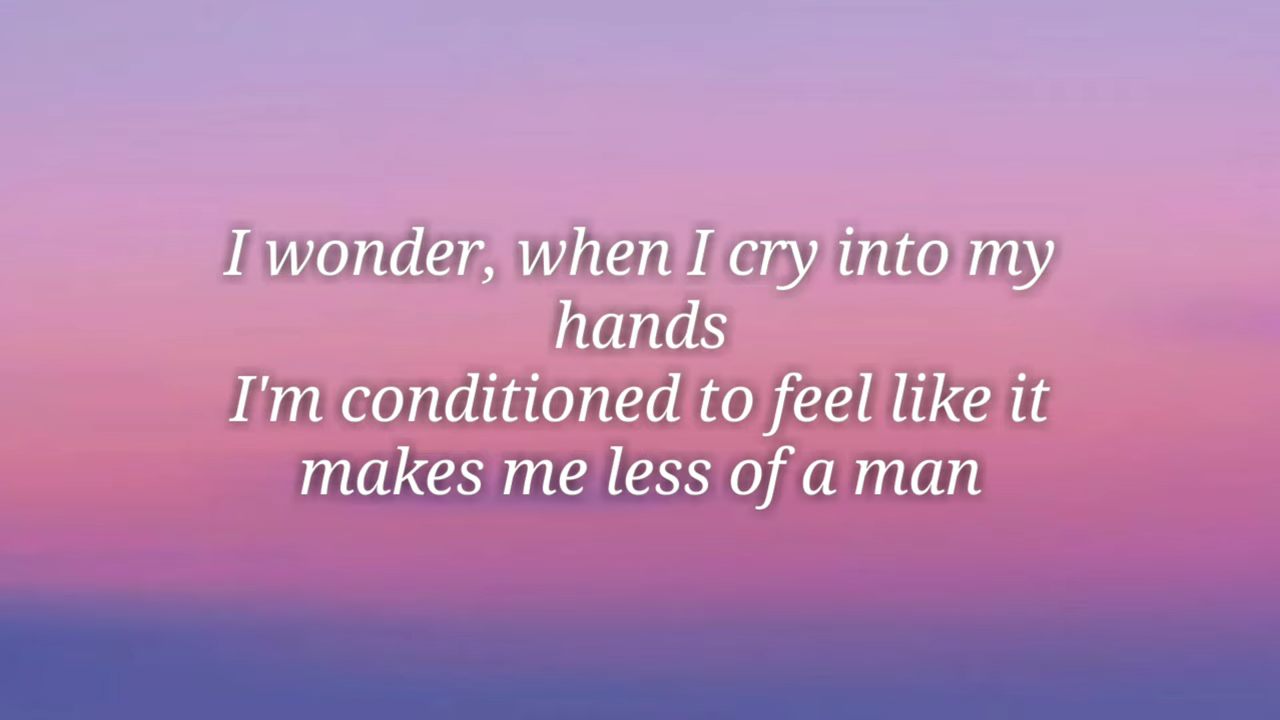 I wonder, when I cry into my
hands
I'm conditioned to feel like it
makes me less of a man